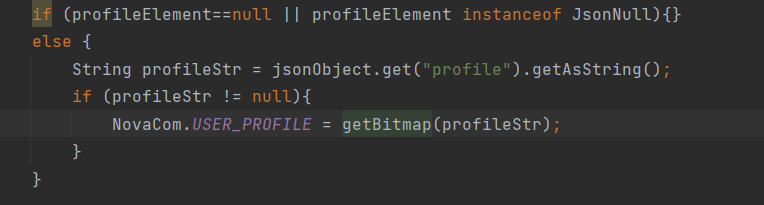 if (profileElement==null || profileElement instanceof JsonNull){}
else {
    String profileStr = jsonObject.get("profile").getAsString();
    if (profileStr != null){
        NovaCom.USER_PROFILE = getBitmap(profileStr);
    }
}